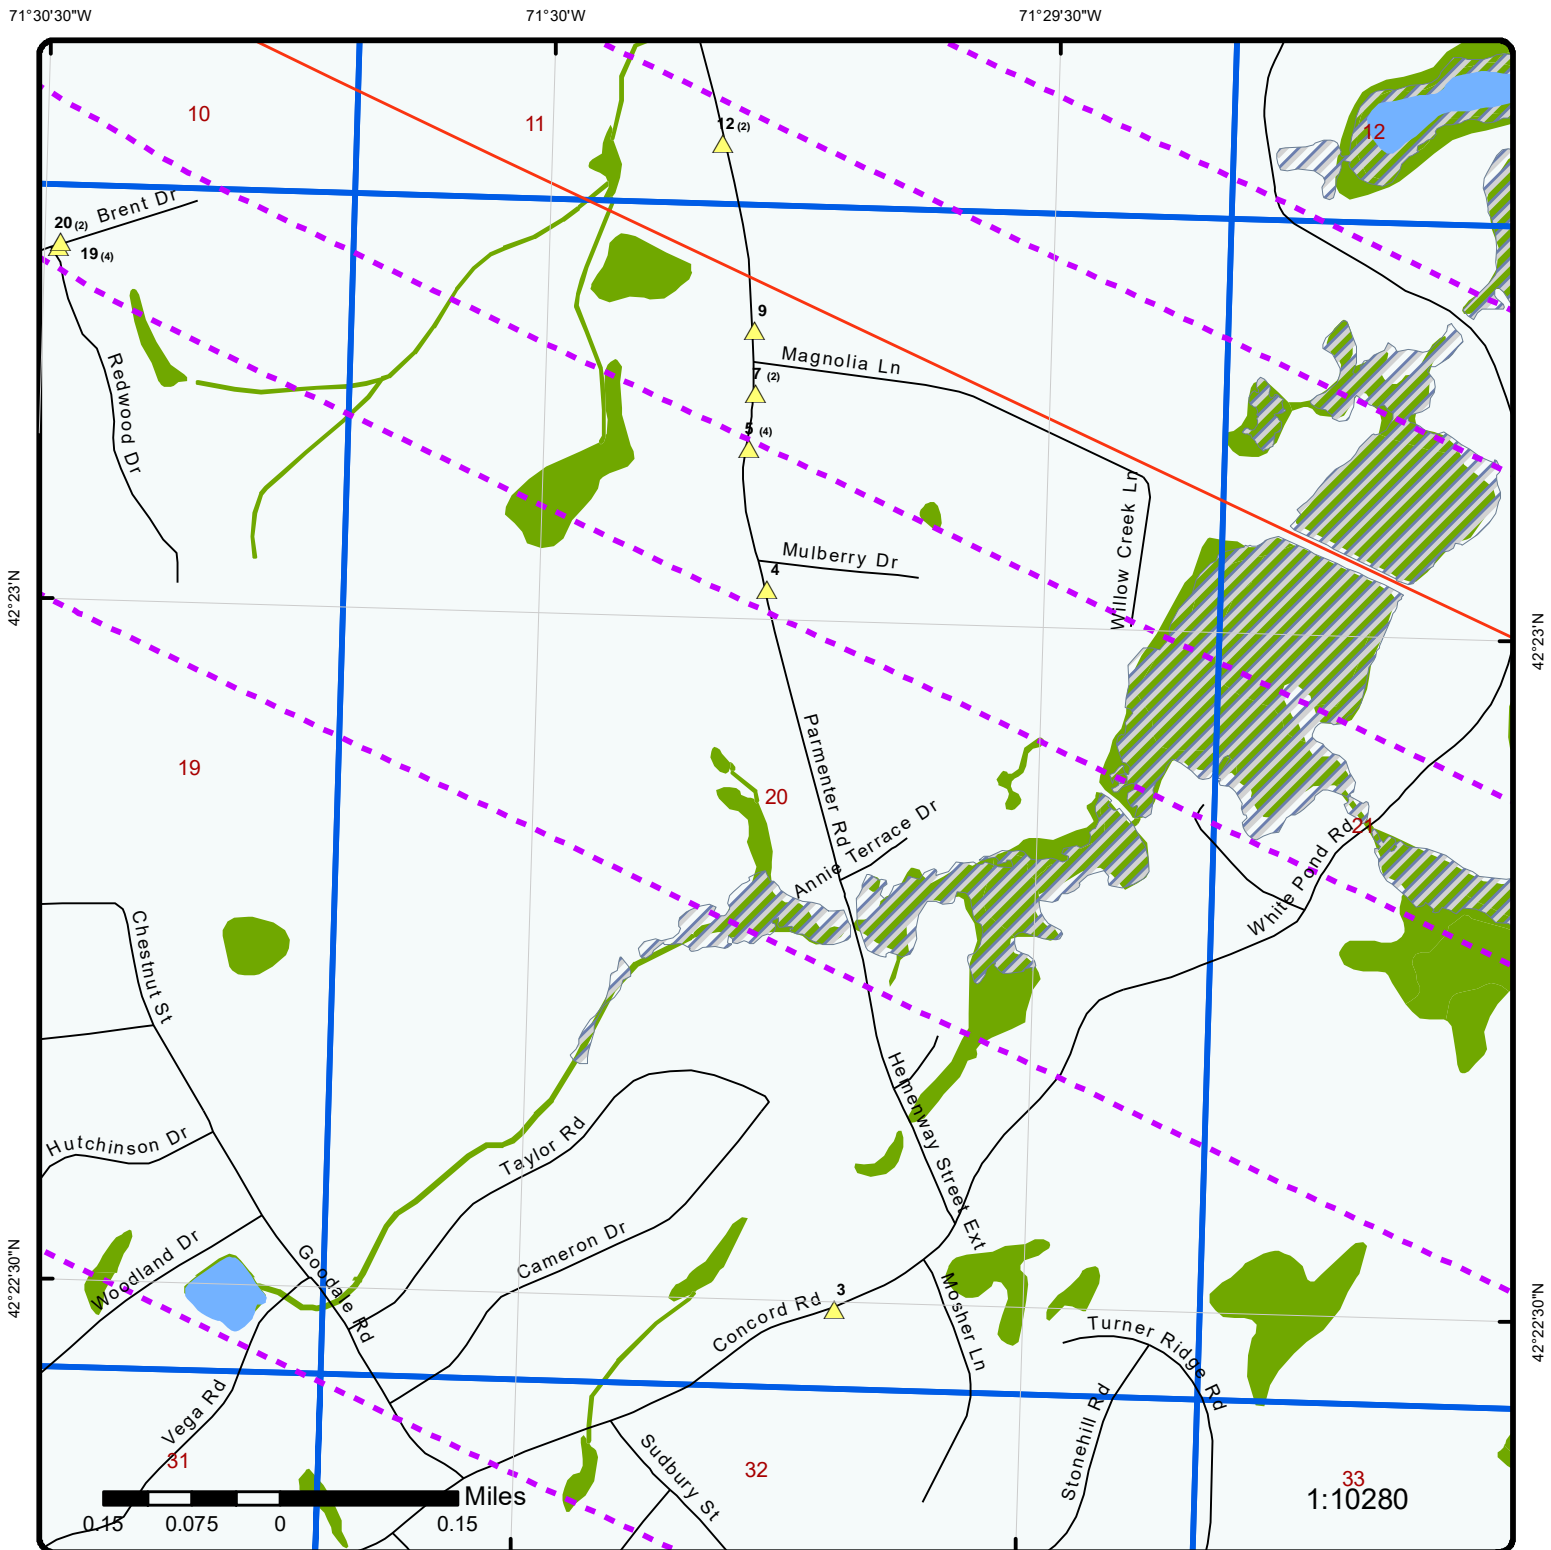 71°30'30"W
71°30'W
71°29'30"W
10
11
12 (2)
12
20 (2)
Brent Dr
19 (4)
9
Magnolia Ln
7 (2)
Redwood Dr
5 (4)
Willow Creek Ln
Mulberry Dr
4
42°23'N
42°23'N
Parmenter Rd
19
20
21
Annie Terrace Dr
White Pond Rd
Chestnut St
Hemenway Street Ext
Hutchinson Dr
Taylor Rd
Cameron Dr
Woodland Dr
Goodale Rd
42°22'30"N
42°22'30"N
3
Concord Rd
Mosher Ln
Turner Ridge Rd
Vega Rd
Stonehill Rd
Sudbury St
31
32
33
Miles
1:10280
0.15
0.075
0
0.15